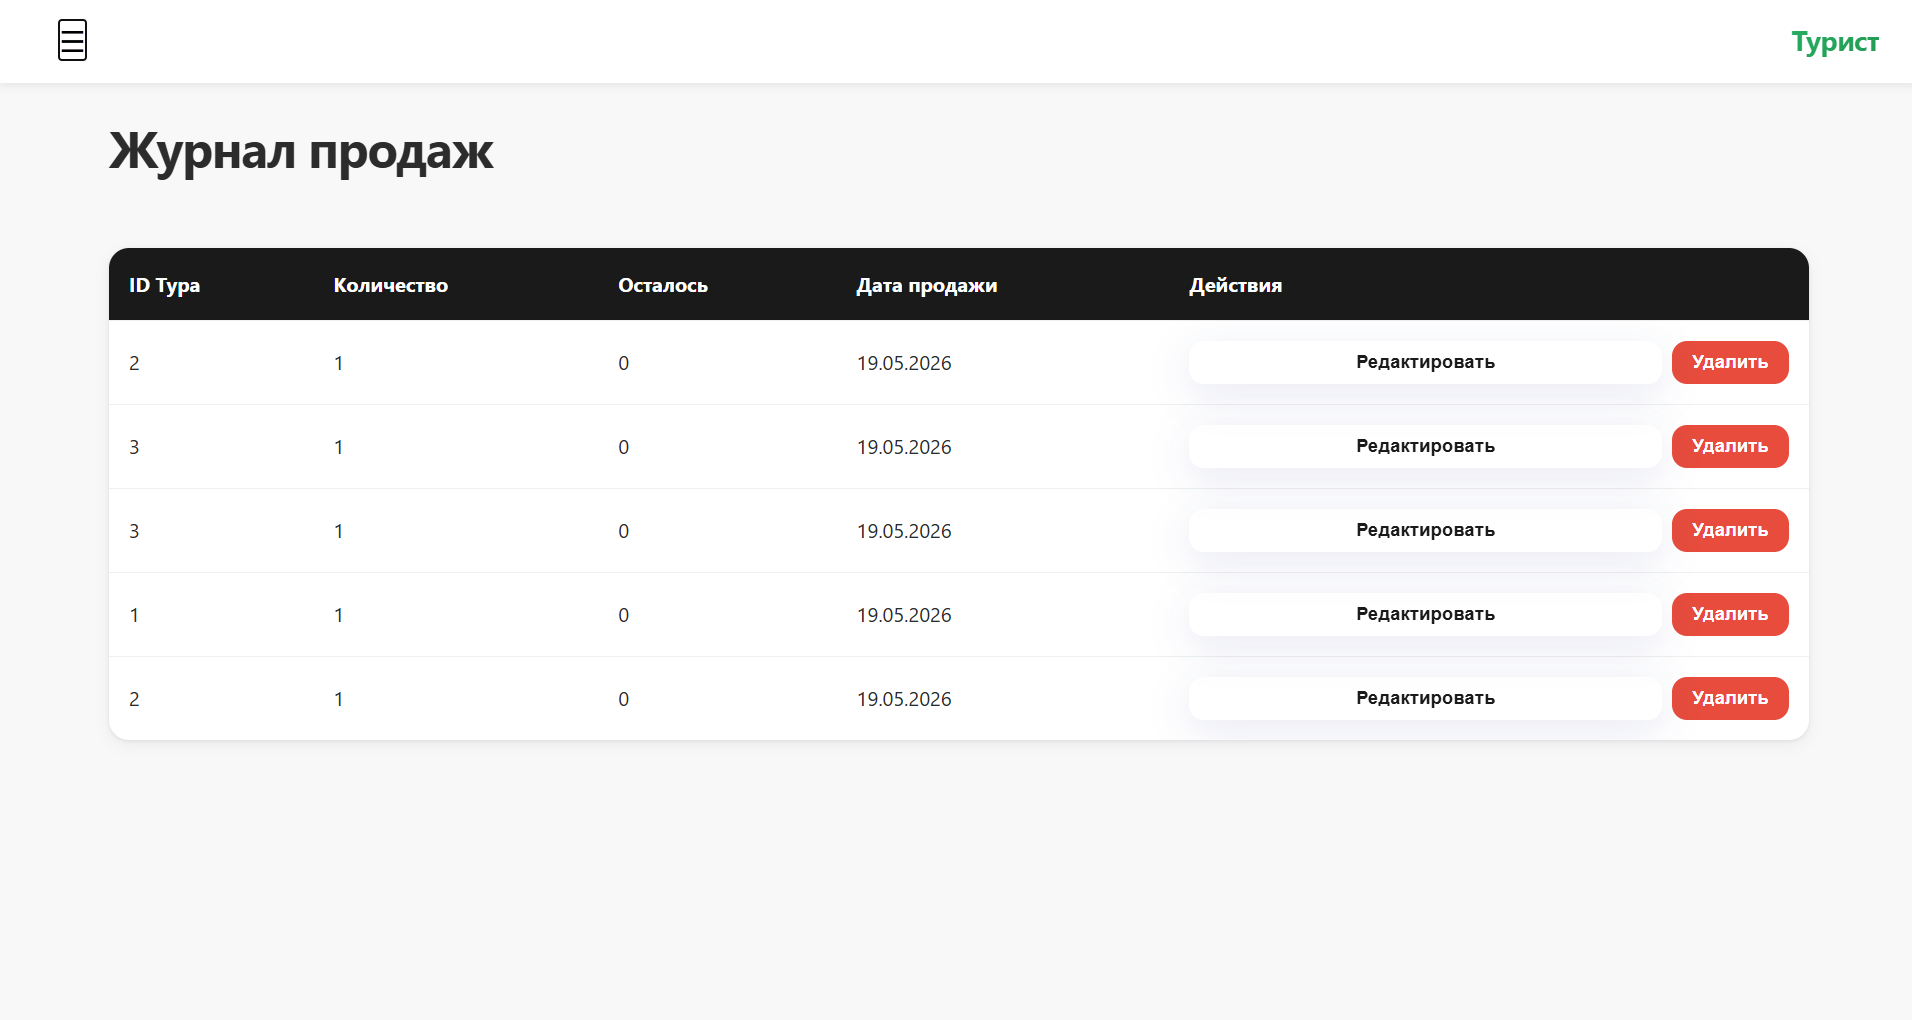 ☰ Турист
Журнал продаж
ID Тура Количество Осталось Дата продажи Действия
2 1 0 19.05.2026 Редактировать Удалить
3 1 0 19.05.2026 Редактировать Удалить
3 1 0 19.05.2026 Редактировать Удалить
1 1 0 19.05.2026 Редактировать Удалить
2 1 0 19.05.2026 Редактировать Удалить